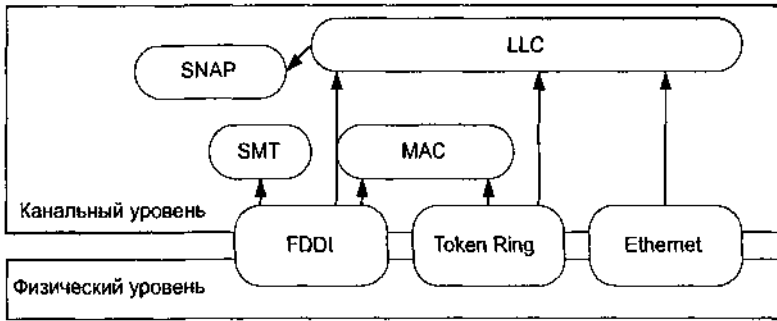 LLC
SNAP
SMT
MAC
Канальный уровень
FDDI
Token Ring
Ethernet
Физический уровень